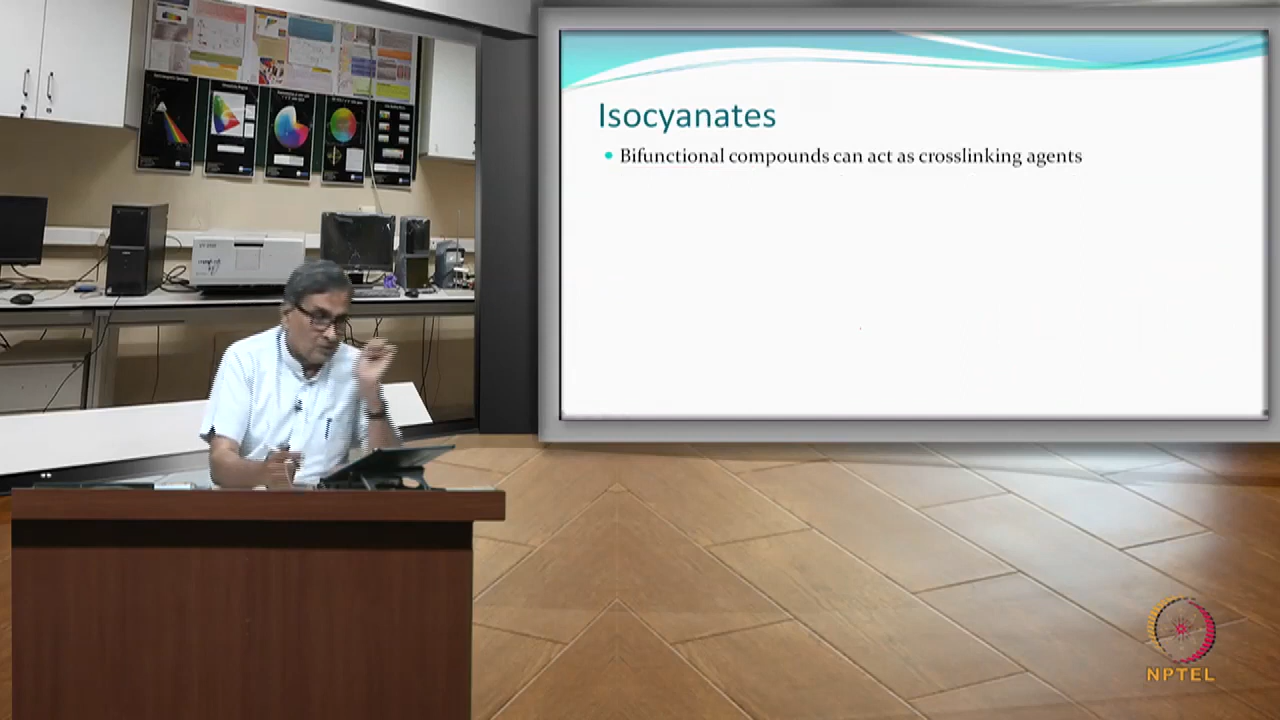 Isocyanates
Bifunctional compounds can act as crosslinking agents
NPTEL